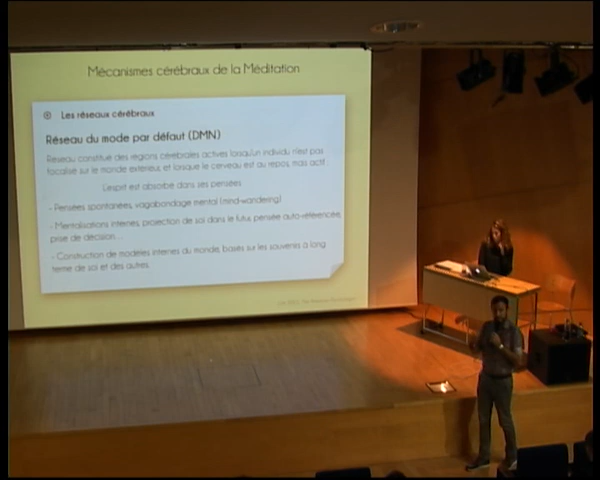 Mécanismes cérébraux de la Méditation
Les réseaux cérébraux
Réseau du mode par défaut (DMN)
Réseau constitué des régions cérébrales actives lorsqu'un individu n'est pas
focalisé sur le monde extérieur, et lorsque le cerveau est au repos, mais actif
L'esprit est absorbé dans ses pensées
- Pensées spontanées, vagabondage mental (mind-wandering)
- Mentalisations internes, projection de soi dans le futur, pensée auto-référencée,
prise de décision...
- Construction de modèles internes du monde, basés sur les souvenirs à long
terme de soi et des autres.